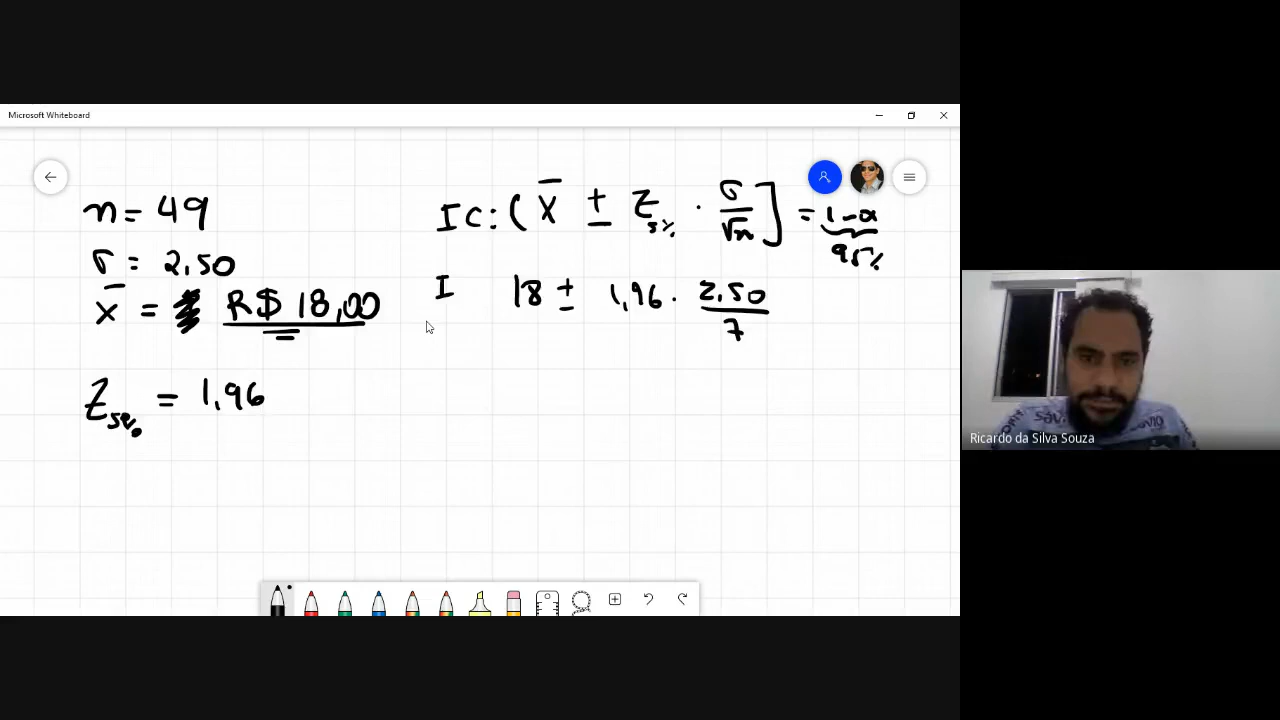 Microsoft Whiteboard
n = 49
σ = 2,50
x̄ = R$ 18,00
Z5% = 1,96
IC: ( X̄ ± Z5% · σ/√n ] = 1-α
95%
I 18 ± 1,96 · 2,50/7
Ricardo da Silva Souza